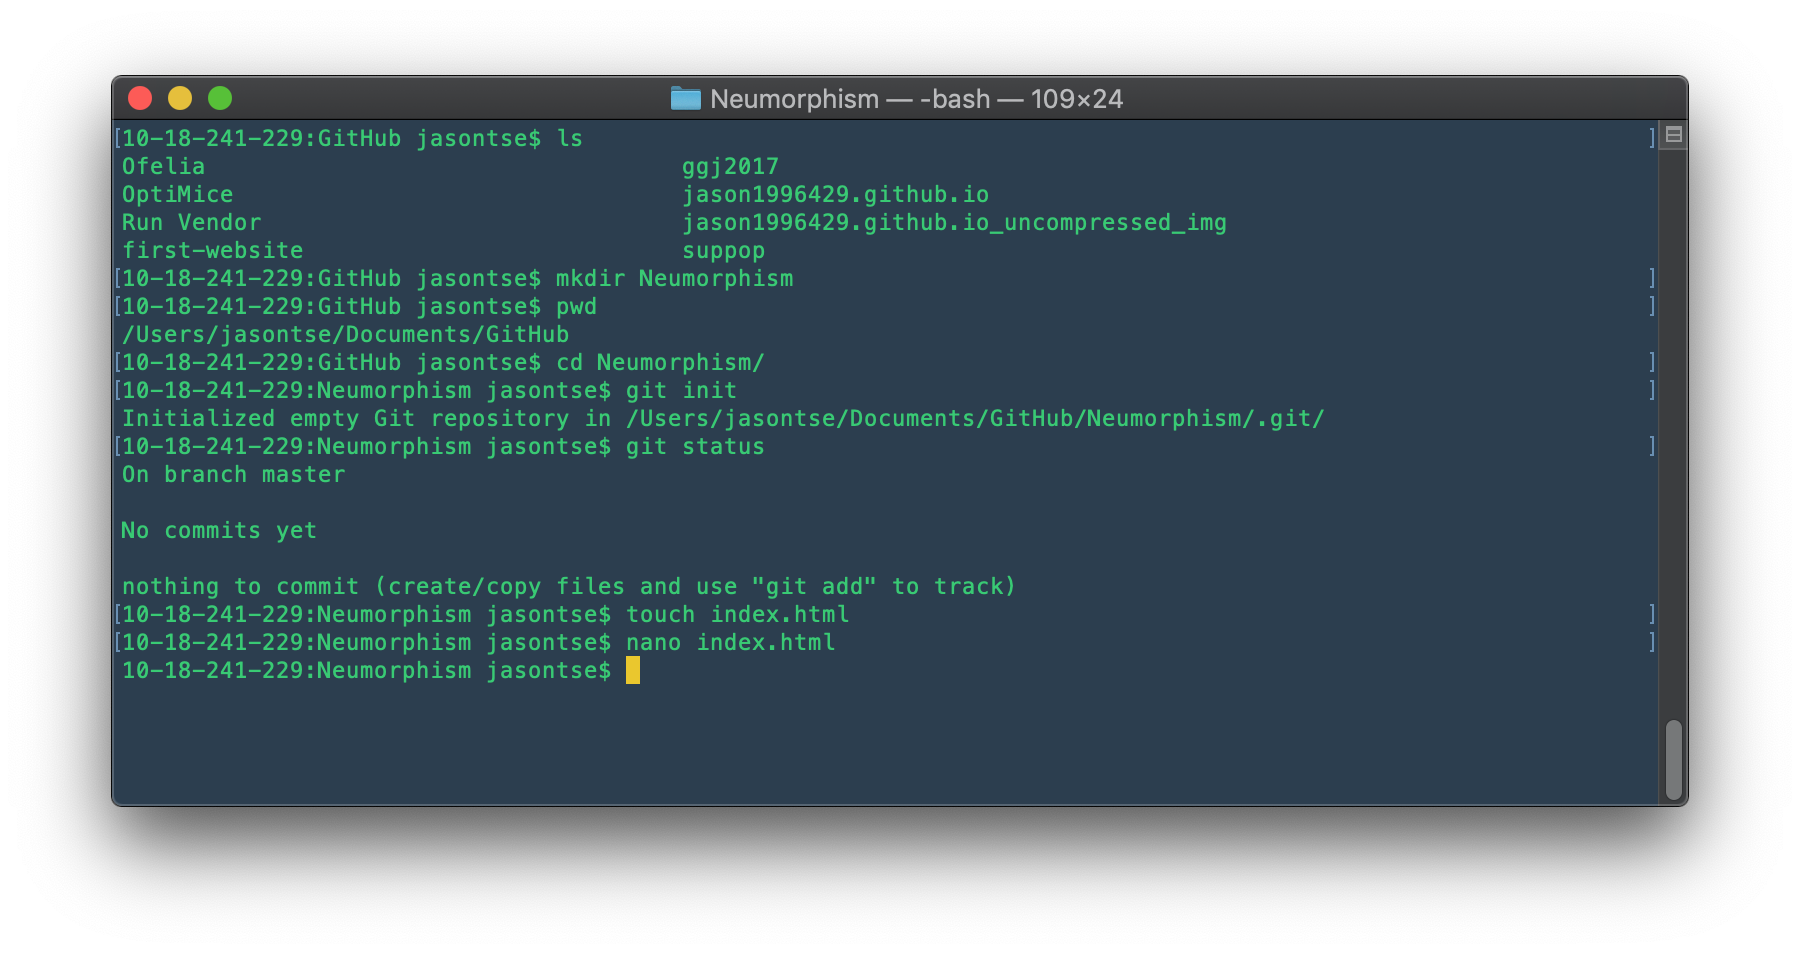 Neumorphism — -bash — 109×24
[10-18-241-229:GitHub jasontse$ ls ]
Ofelia ggj2017
OptiMice jason1996429.github.io
Run Vendor jason1996429.github.io_uncompressed_img
first-website suppop
[10-18-241-229:GitHub jasontse$ mkdir Neumorphism ]
[10-18-241-229:GitHub jasontse$ pwd ]
/Users/jasontse/Documents/GitHub
[10-18-241-229:GitHub jasontse$ cd Neumorphism/ ]
[10-18-241-229:Neumorphism jasontse$ git init ]
Initialized empty Git repository in /Users/jasontse/Documents/GitHub/Neumorphism/.git/
[10-18-241-229:Neumorphism jasontse$ git status ]
On branch master
No commits yet
nothing to commit (create/copy files and use "git add" to track)
[10-18-241-229:Neumorphism jasontse$ touch index.html ]
[10-18-241-229:Neumorphism jasontse$ nano index.html ]
10-18-241-229:Neumorphism jasontse$